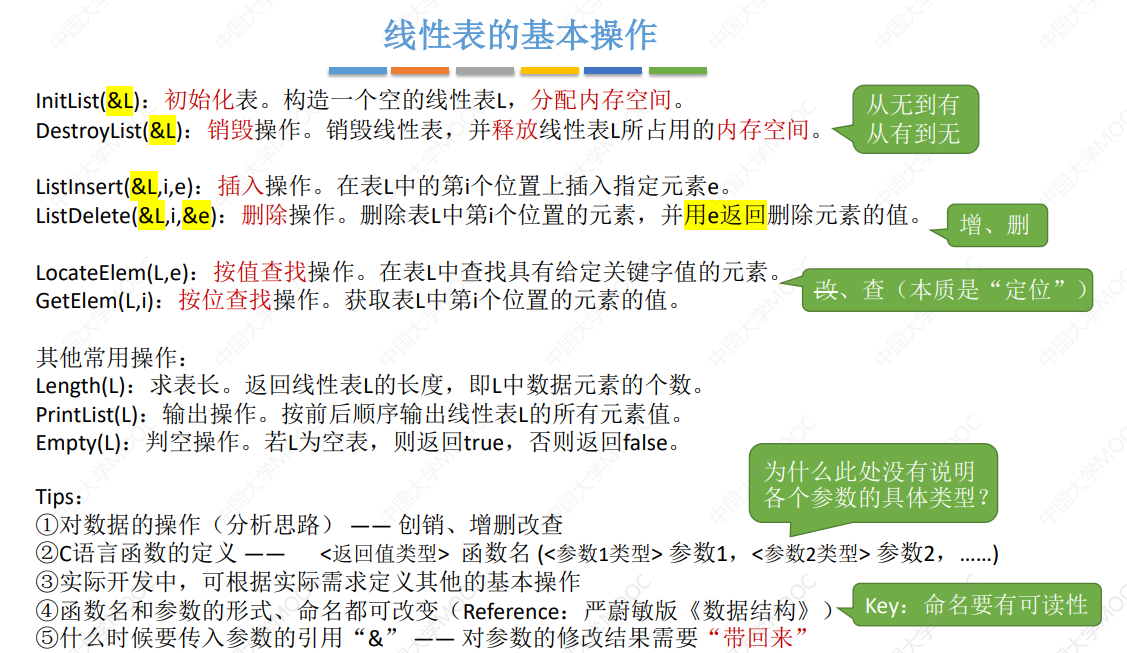 线性表的基本操作
InitList(&L)：初始化表。构造一个空的线性表L，分配内存空间。
DestroyList(&L)：销毁操作。销毁线性表，并释放线性表L所占用的内存空间。
从无到有
从有到无
ListInsert(&L,i,e)：插入操作。在表L中的第i个位置上插入指定元素e。
ListDelete(&L,i,&e)：删除操作。删除表L中第i个位置的元素，并用e返回删除元素的值。
增、删
LocateElem(L,e)：按值查找操作。在表L中查找具有给定关键字值的元素。
GetElem(L,i)：按位查找操作。获取表L中第i个位置的元素的值。
改、查（本质是“定位”）
其他常用操作：
Length(L)：求表长。返回线性表L的长度，即L中数据元素的个数。
PrintList(L)：输出操作。按前后顺序输出线性表L的所有元素值。
Empty(L)：判空操作。若L为空表，则返回true，否则返回false。
Tips：
①对数据的操作（分析思路） —— 创销、增删改查
为什么此处没有说明
各个参数的具体类型？
②C语言函数的定义 —— <返回值类型> 函数名 (<参数1类型> 参数1，<参数2类型> 参数2，……)
③实际开发中，可根据实际需求定义其他的基本操作
④函数名和参数的形式、命名都可改变（Reference：严蔚敏版《数据结构》）
Key：命名要有可读性
⑤什么时候要传入参数的引用“&” —— 对参数的修改结果需要“带回来”
中国大学MOOC